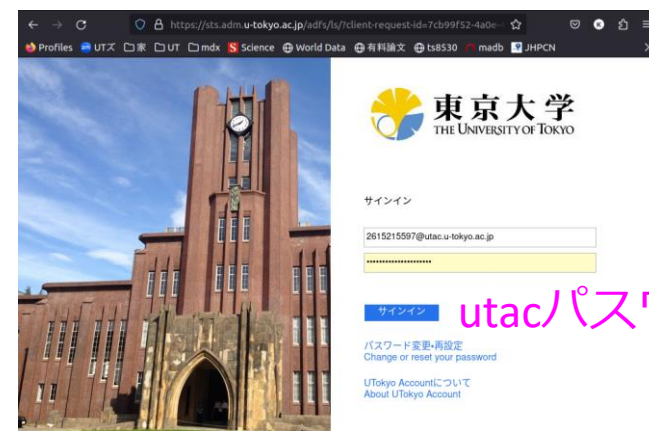 https://sts.adm.u-tokyo.ac.jp/adfs/ls/?client-request-id=7cb99f52-4a0e-
Profiles UTズ 家 UT mdx Science World Data 有料論文 ts8530 madb JHPCN
東京大学
THE UNIVERSITY OF TOKYO
サインイン
2615215597@utac.u-tokyo.ac.jp
サインイン
utacパス
パスワード変更・再設定
Change or reset your password
UTokyo Accountについて
About UTokyo Account